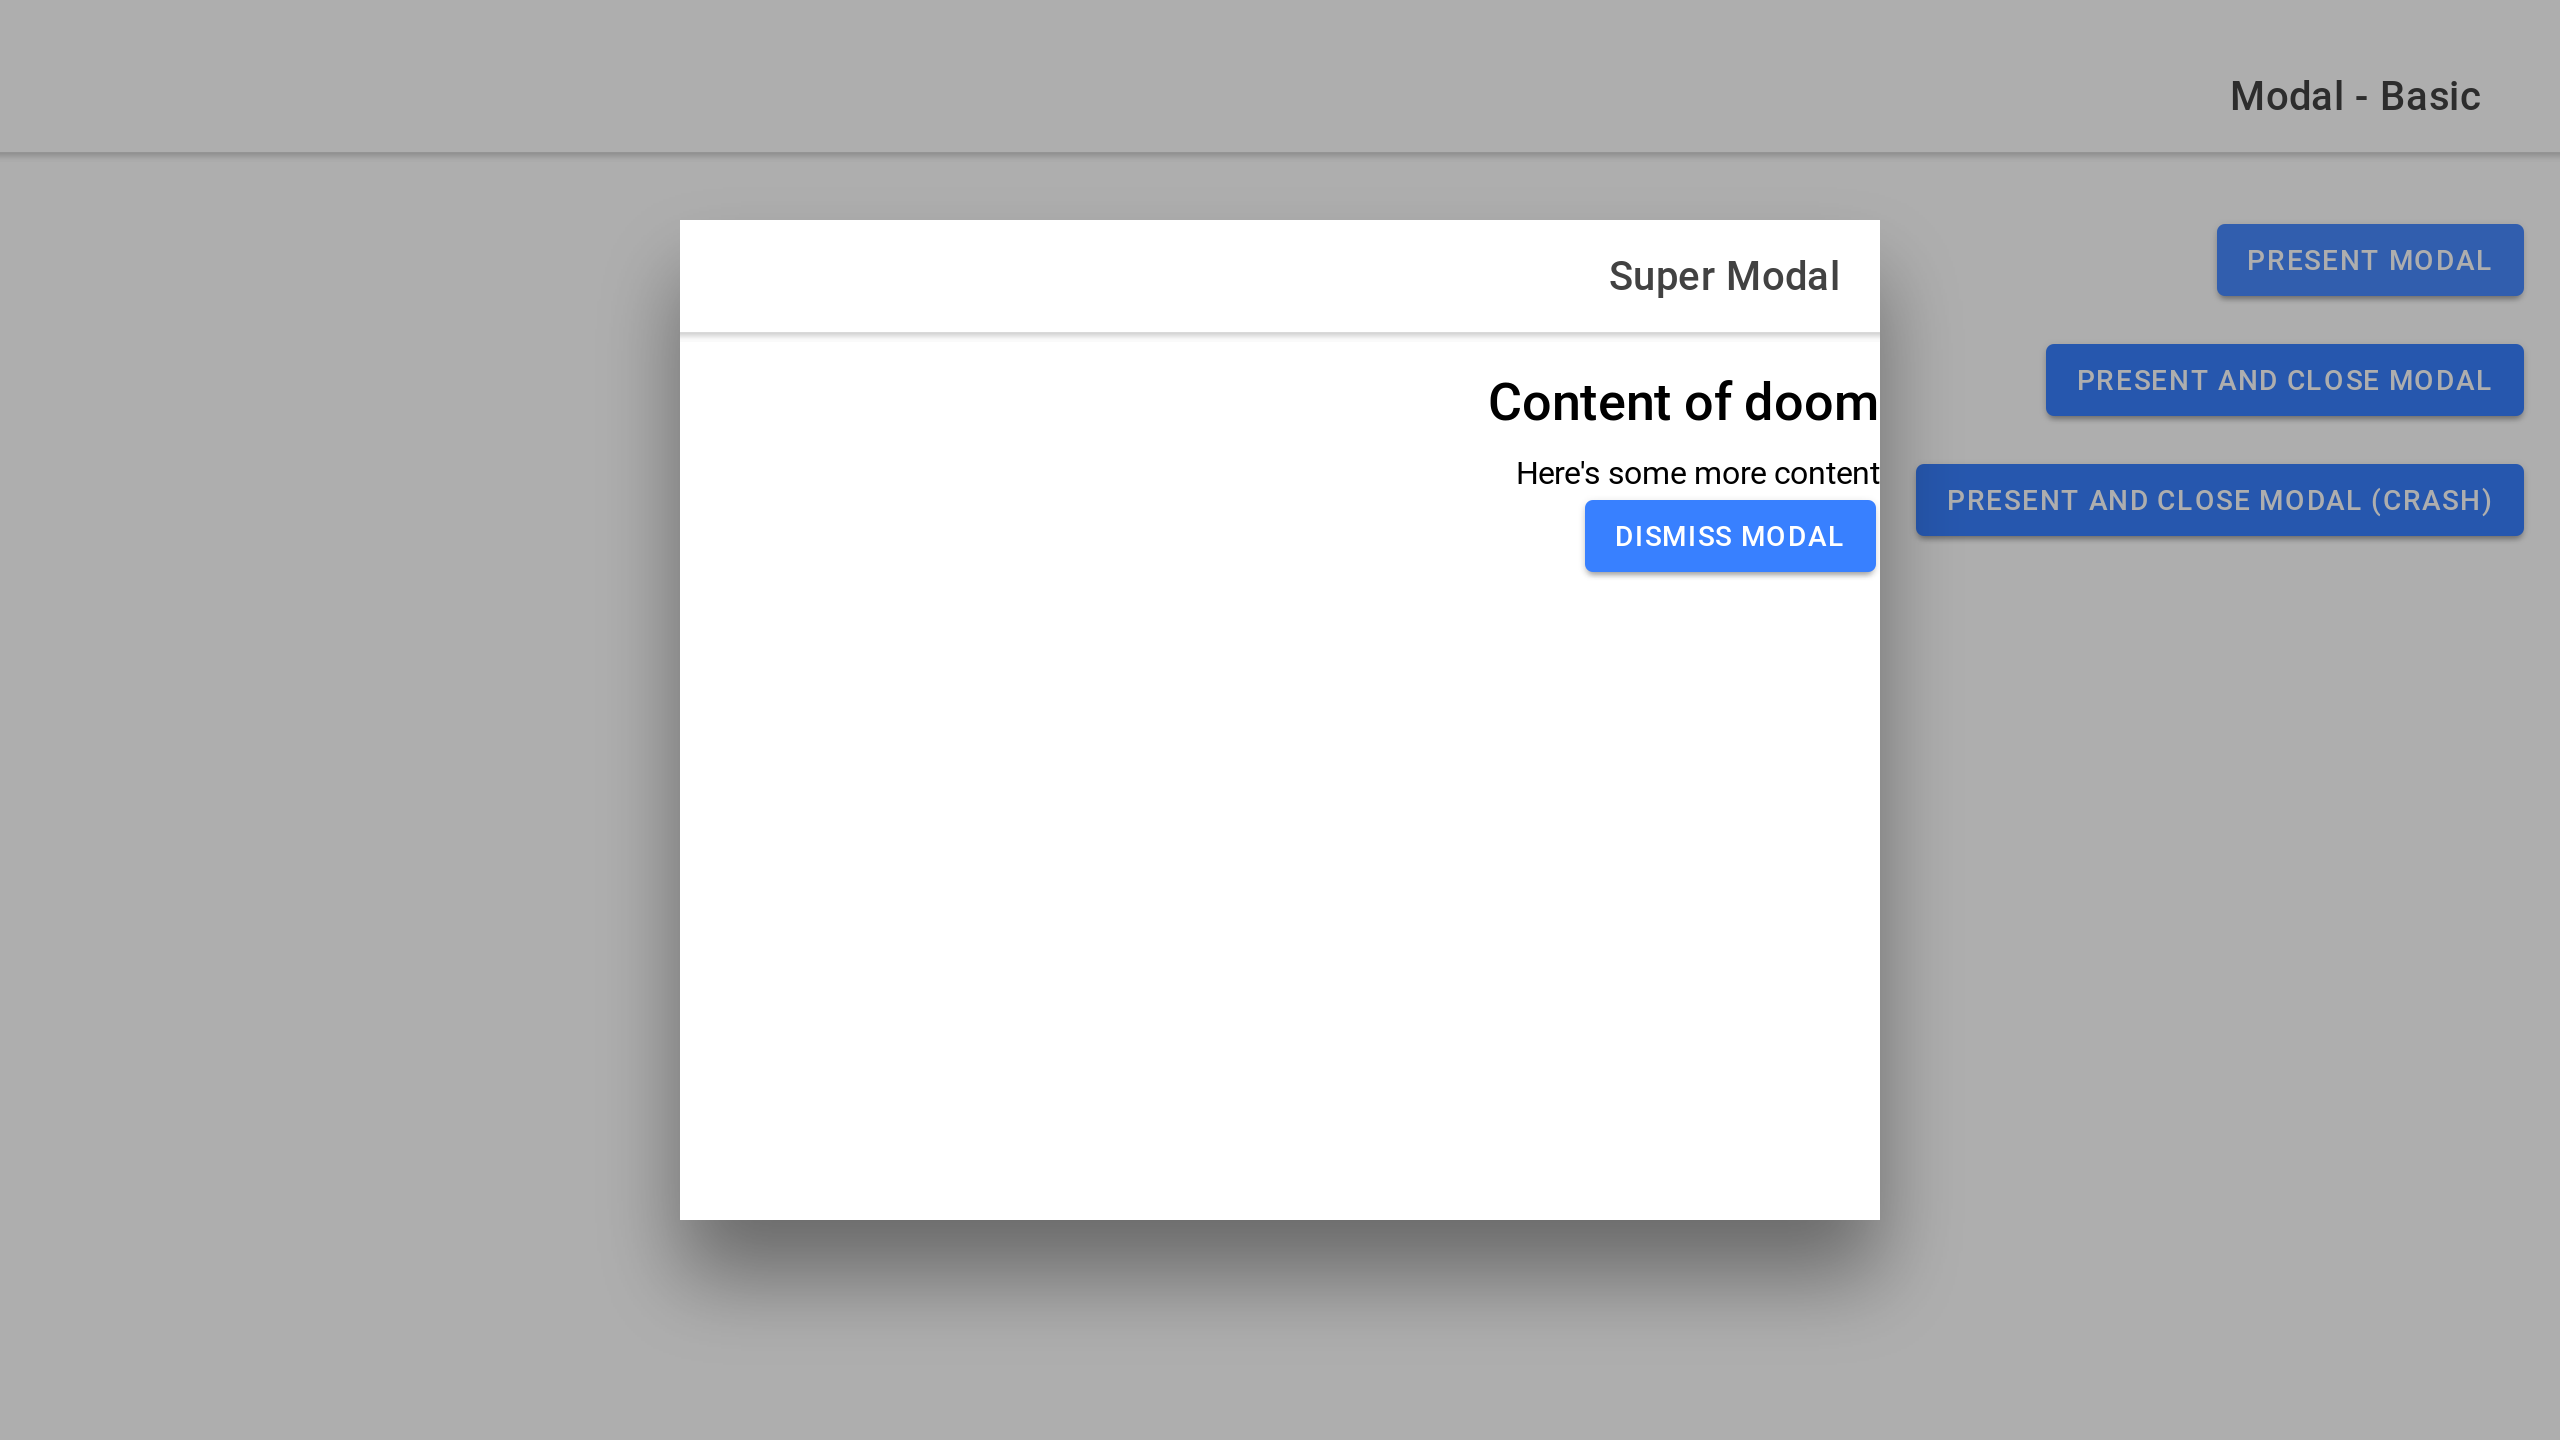 Modal - Basic
Super Modal
Content of doom
Here's some more content
DISMISS MODAL
PRESENT MODAL
PRESENT AND CLOSE MODAL
PRESENT AND CLOSE MODAL (CRASH)